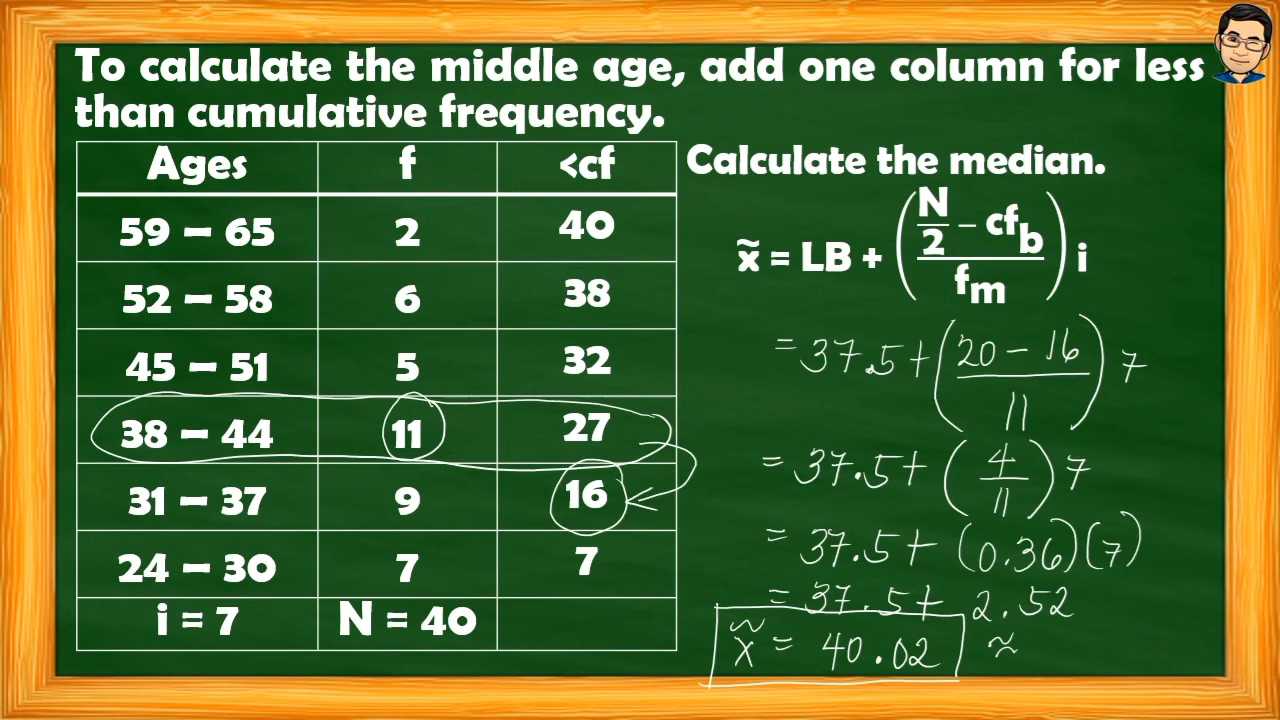 To calculate the middle age, add one column for less
than cumulative frequency.
Ages f <cf
59 – 65 2 40
52 – 58 6 38
45 – 51 5 32
38 – 44 11 27
31 – 37 9 16
24 – 30 7 7
i = 7 N = 40
Calculate the median.
x̃ = LB + ( (N/2 – cf_b) / f_m ) i
= 37.5 + ( (20 – 16) / 11 ) 7
= 37.5 + ( 4 / 11 ) 7
= 37.5 + (0.36)(7)
= 37.5 + 2.52
x̃ = 40.02 ≈